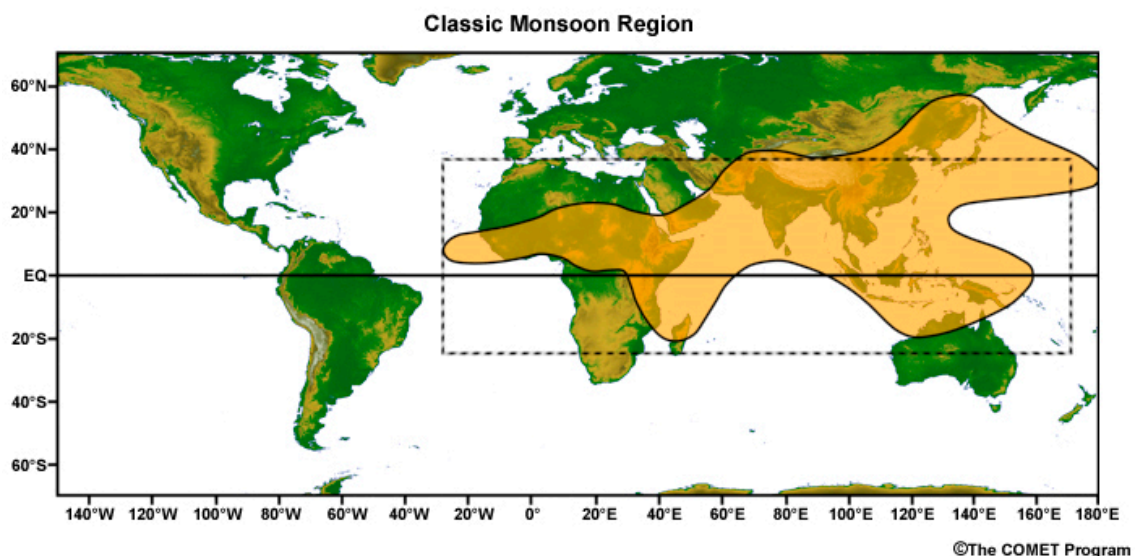 Classic Monsoon Region
60°N
40°N
20°N
EQ
20°S
40°S
60°S
140°W 120°W 100°W 80°W 60°W 40°W 20°W 0° 20°E 40°E 60°E 80°E 100°E 120°E 140°E 160°E 180°E
©The COMET Program